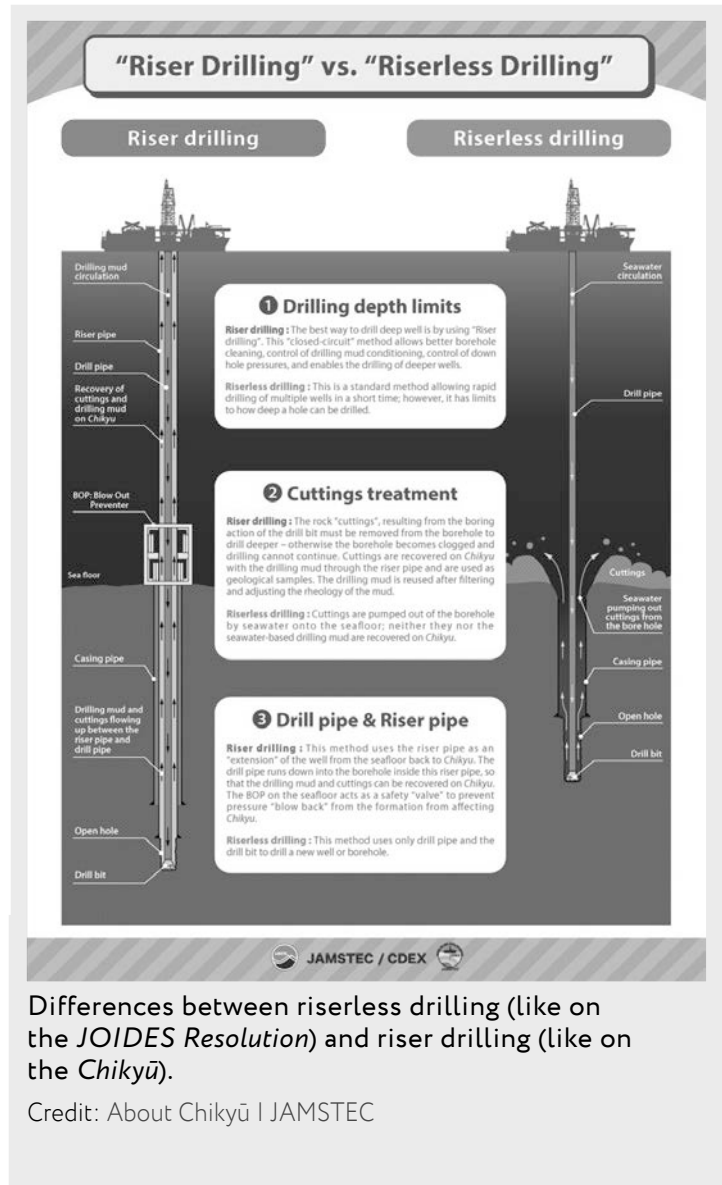 “Riser Drilling” vs. “Riserless Drilling”
Riser drilling
Riserless drilling
Drilling mud
circulation
Riser pipe
Drill pipe
Recovery of
cuttings and
drilling mud
on Chikyu
BOP: Blow Out
Preventer
Sea floor
Casing pipe
Drilling mud and
cuttings flowing
up between the
riser pipe and
drill pipe
Open hole
Drill bit
❶ Drilling depth limits
Riser drilling : The best way to drill deep well is by using “Riser
drilling”. This “closed-circuit” method allows better borehole
cleaning, control of drilling mud conditioning, control of down
hole pressures, and enables the drilling of deeper wells.
Riserless drilling : This is a standard method allowing rapid
drilling of multiple wells in a short time; however, it has limits
to how deep a hole can be drilled.
❷ Cuttings treatment
Riser drilling : The rock “cuttings”, resulting from the boring
action of the drill bit must be removed from the borehole to
drill deeper – otherwise the borehole becomes clogged and
drilling cannot continue. Cuttings are recovered on Chikyu
with the drilling mud through the riser pipe and are used as
geological samples. The drilling mud is reused after filtering
and adjusting the rheology of the mud.
Riserless drilling : Cuttings are pumped out of the borehole
by seawater onto the seafloor; neither they nor the
seawater-based drilling mud are recovered on Chikyu.
❸ Drill pipe & Riser pipe
Riser drilling : This method uses the riser pipe as an
“extension” of the well from the seafloor back to Chikyu. The
drill pipe runs down into the borehole inside this riser pipe, so
that the drilling mud and cuttings can be recovered on Chikyu.
The BOP on the seafloor acts as a safety “valve” to prevent
pressure “blow back” from the formation from affecting
Chikyu.
Riserless drilling : This method uses only drill pipe and the
drill bit to drill a new well or borehole.
Seawater
circulation
Drill pipe
Cuttings
Seawater
pumping out
cuttings from
the bore hole
Casing pipe
Open hole
Drill bit
JAMSTEC / CDEX
Differences between riserless drilling (like on
the JOIDES Resolution) and riser drilling (like on
the Chikyū).
Credit: About Chikyū I JAMSTEC